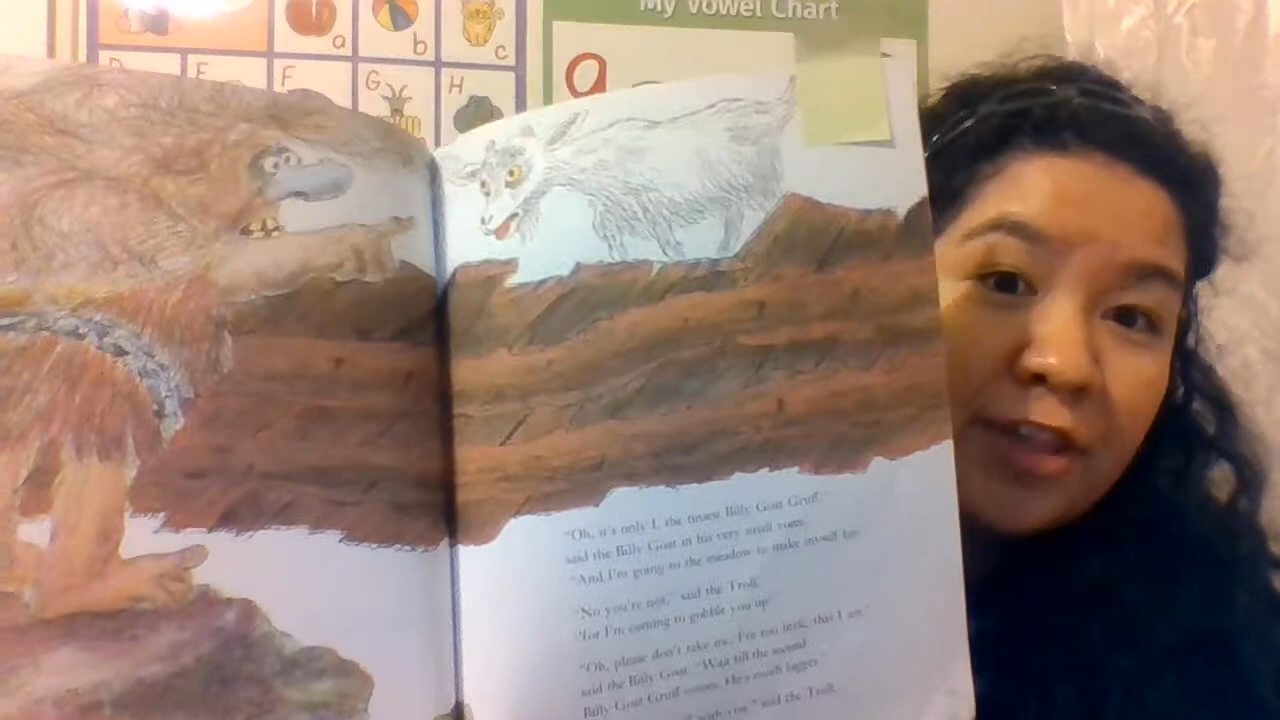 My Vowel Chart
a b c
D E F G H
a
"Oh, it's only I, the tiniest Billy Goat Gruff,"
said the Billy Goat in his very small voice.
"And I'm going to the meadow to make myself fat."
"No you're not," said the Troll,
"for I'm coming to gobble you up."
"Oh, please don't take me. I'm too little, that I am,"
said the Billy Goat. "Wait till the second
Billy Goat Gruff comes. He's much bigger."
with you," said the Troll.